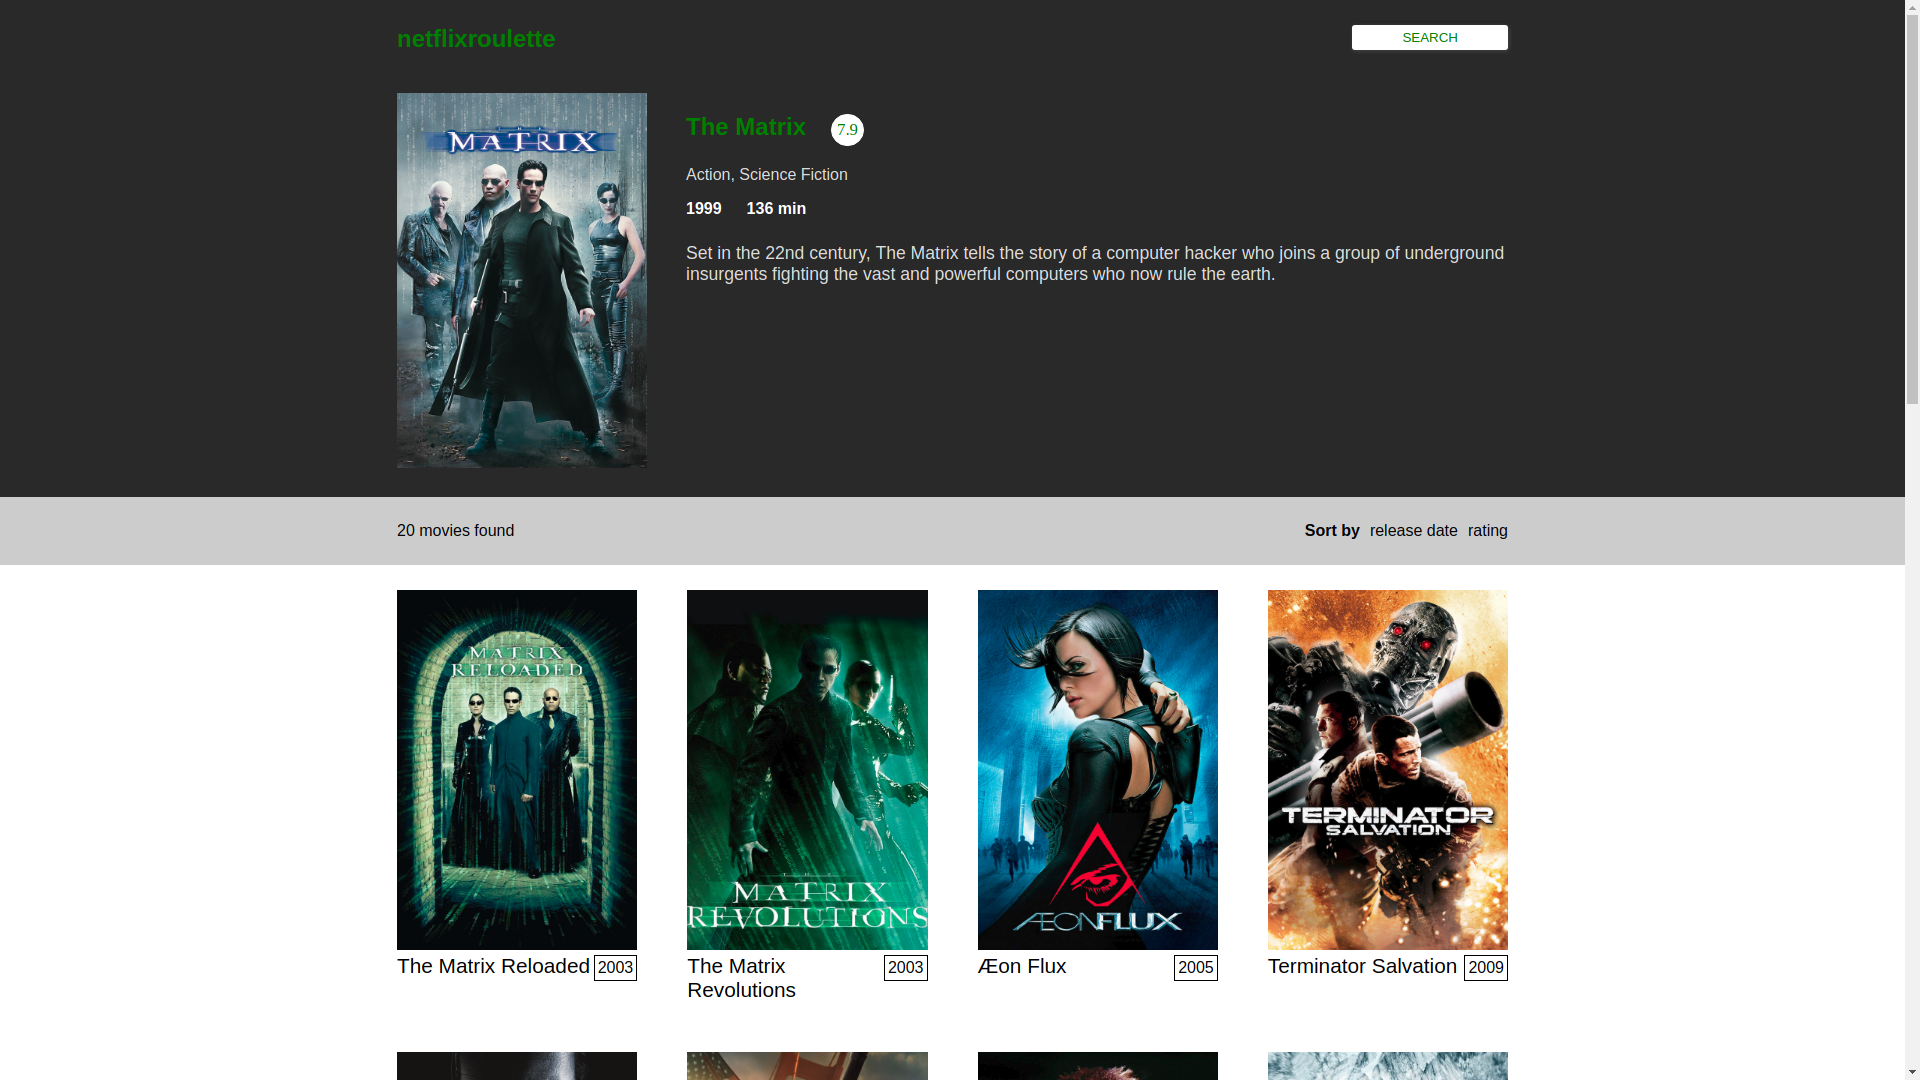 netflixroulette
SEARCH
THE
MATRIX
The Matrix
7.9
Action, Science Fiction
1999 136 min
Set in the 22nd century, The Matrix tells the story of a computer hacker who joins a group of underground
insurgents fighting the vast and powerful computers who now rule the earth.
20 movies found
Sort by release date rating
THE
MATRIX
RELOADED
THE
MATRIX
REVOLUTIONS
ÆONFLUX
TERMINATOR
SALVATION
The Matrix Reloaded
2003
The Matrix
Revolutions
2003
Æon Flux
2005
Terminator Salvation
2009